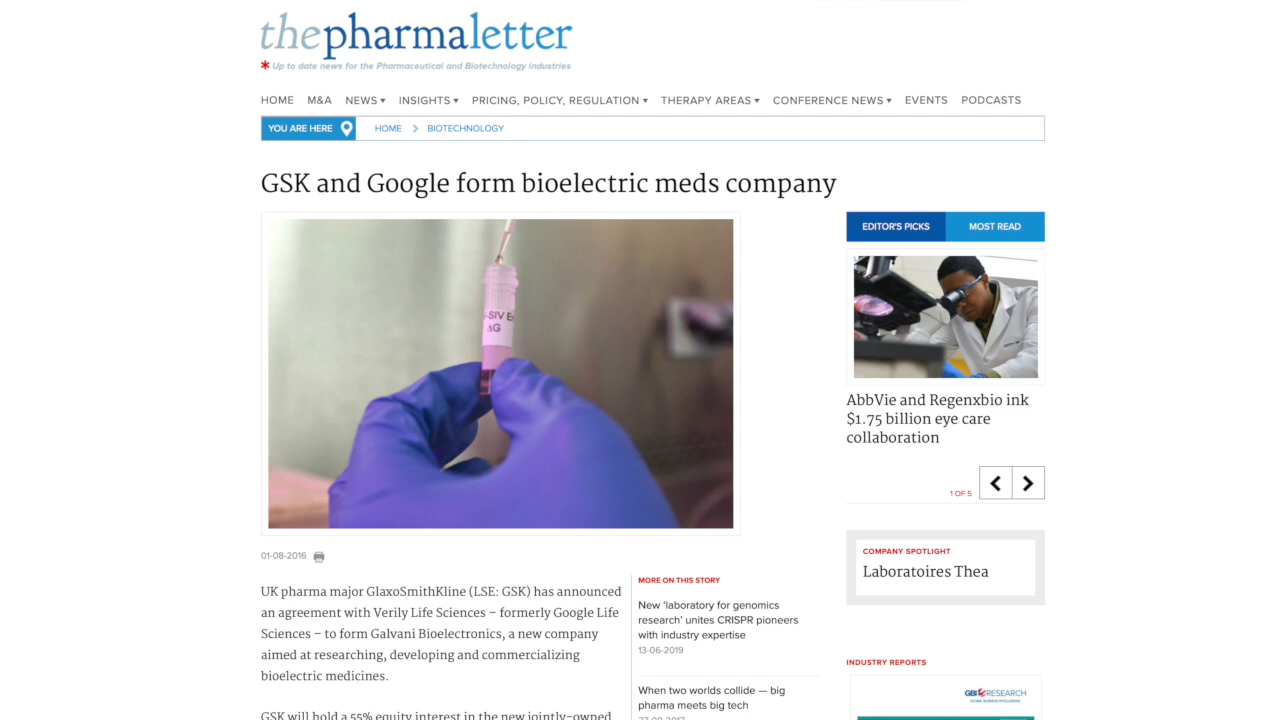 thepharmaletter
* Up to date news for the Pharmaceutical and Biotechnology industries
HOME M&A NEWS ▾ INSIGHTS ▾ PRICING, POLICY, REGULATION ▾ THERAPY AREAS ▾ CONFERENCE NEWS ▾ EVENTS PODCASTS
YOU ARE HERE HOME > BIOTECHNOLOGY
GSK and Google form bioelectric meds company
-SIV E
ΔG
01-08-2016
UK pharma major GlaxoSmithKline (LSE: GSK) has announced
an agreement with Verily Life Sciences – formerly Google Life
Sciences – to form Galvani Bioelectronics, a new company
aimed at researching, developing and commercializing
bioelectric medicines.
GSK will hold a 55% equity interest in the new jointly-owned
MORE ON THIS STORY
New ‘laboratory for genomics
research’ unites CRISPR pioneers
with industry expertise
13-06-2019
When two worlds collide — big
pharma meets big tech
EDITOR'S PICKS MOST READ
AbbVie and Regenxbio ink
$1.75 billion eye care
collaboration
1 OF 5
COMPANY SPOTLIGHT
Laboratoires Thea
INDUSTRY REPORTS
GBI RESEARCH
GLOBAL BUSINESS INTELLIGENCE